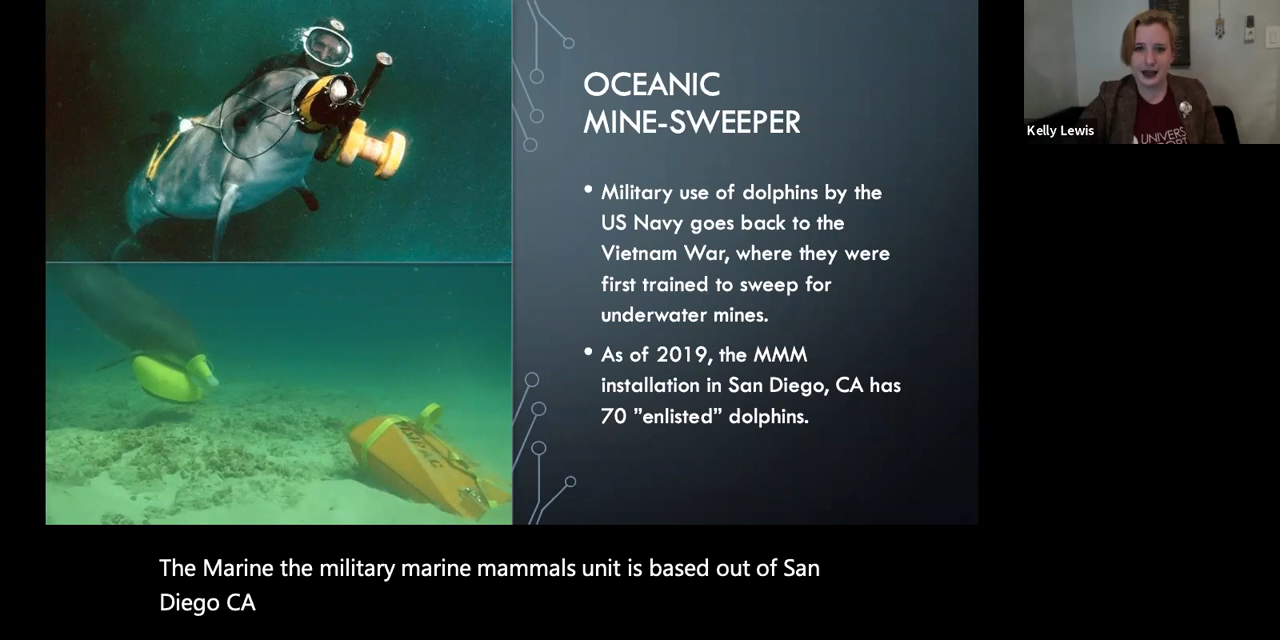 OCEANIC
MINE-SWEEPER
• Military use of dolphins by the
US Navy goes back to the
Vietnam War, where they were
first trained to sweep for
underwater mines.
• As of 2019, the MMM
installation in San Diego, CA has
70 ”enlisted” dolphins.
Kelly Lewis
UNIVERS
The Marine the military marine mammals unit is based out of San
Diego CA